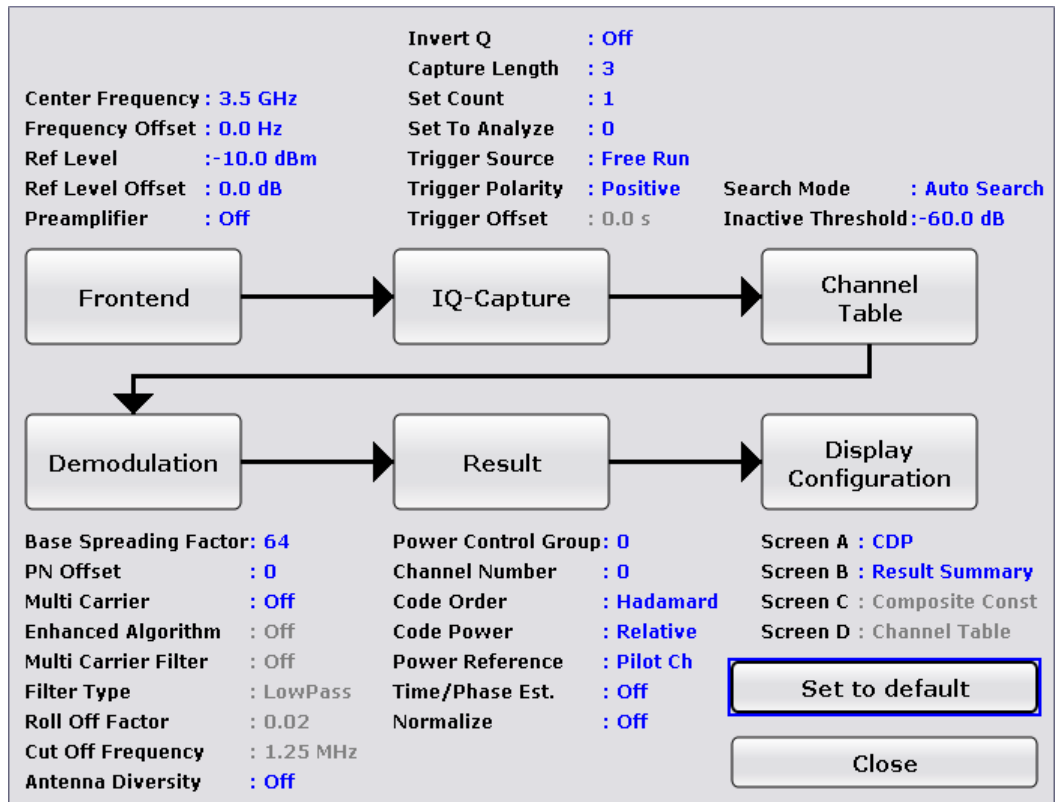 Center Frequency : 3.5 GHz
Frequency Offset : 0.0 Hz
Ref Level :-10.0 dBm
Ref Level Offset : 0.0 dB
Preamplifier : Off
Invert Q : Off
Capture Length : 3
Set Count : 1
Set To Analyze : 0
Trigger Source : Free Run
Trigger Polarity : Positive
Trigger Offset : 0.0 s
Search Mode : Auto Search
Inactive Threshold :-60.0 dB
Frontend
IQ-Capture
Channel
Table
Demodulation
Result
Display
Configuration
Base Spreading Factor: 64
PN Offset : 0
Multi Carrier : Off
Enhanced Algorithm : Off
Multi Carrier Filter : Off
Filter Type : LowPass
Roll Off Factor : 0.02
Cut Off Frequency : 1.25 MHz
Antenna Diversity : Off
Power Control Group: 0
Channel Number : 0
Code Order : Hadamard
Code Power : Relative
Power Reference : Pilot Ch
Time/Phase Est. : Off
Normalize : Off
Screen A : CDP
Screen B : Result Summary
Screen C : Composite Const
Screen D : Channel Table
Set to default
Close